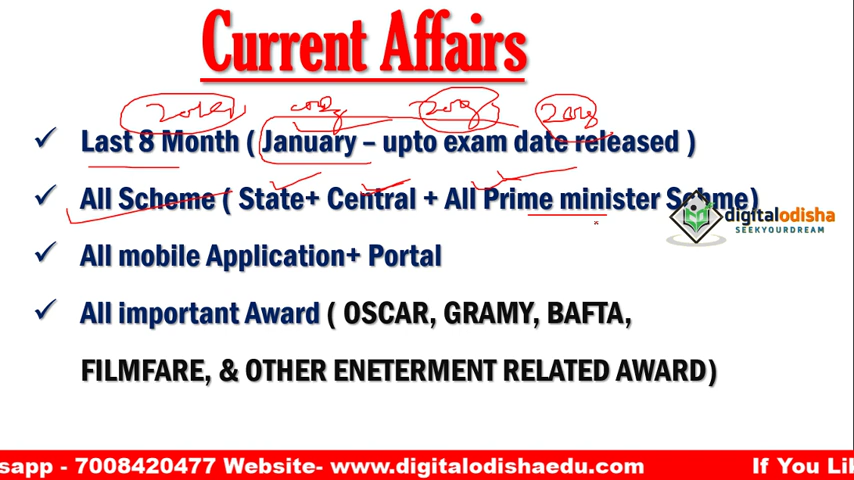 Current Affairs
✓ Last 8 Month ( January – upto exam date released )
✓ All Scheme ( State+ Central + All Prime minister Schme)
digitalodisha
SEEKYOURDREAM
✓ All mobile Application+ Portal
✓ All important Award ( OSCAR, GRAMY, BAFTA,
FILMFARE, & OTHER ENETERMENT RELATED AWARD)
sapp - 7008420477 Website- www.digitalodishaedu.com If You Lik